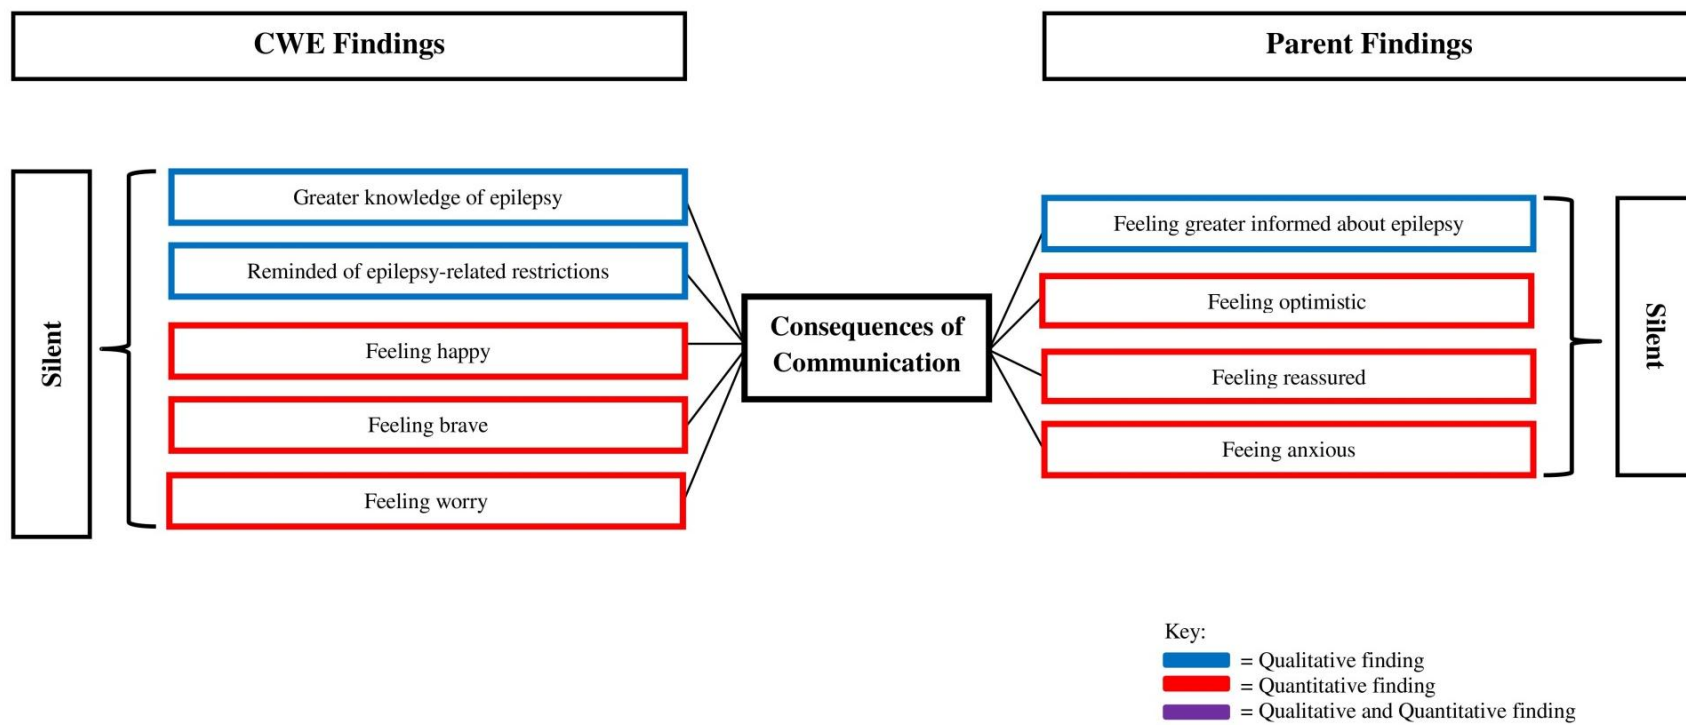 CWE Findings
Parent Findings
Silent
Greater knowledge of epilepsy
Reminded of epilepsy-related restrictions
Feeling happy
Feeling brave
Feeling worry
Consequences of
Communication
Feeling greater informed about epilepsy
Feeling optimistic
Feeling reassured
Feeing anxious
Silent
Key:
= Qualitative finding
= Quantitative finding
= Qualitative and Quantitative finding